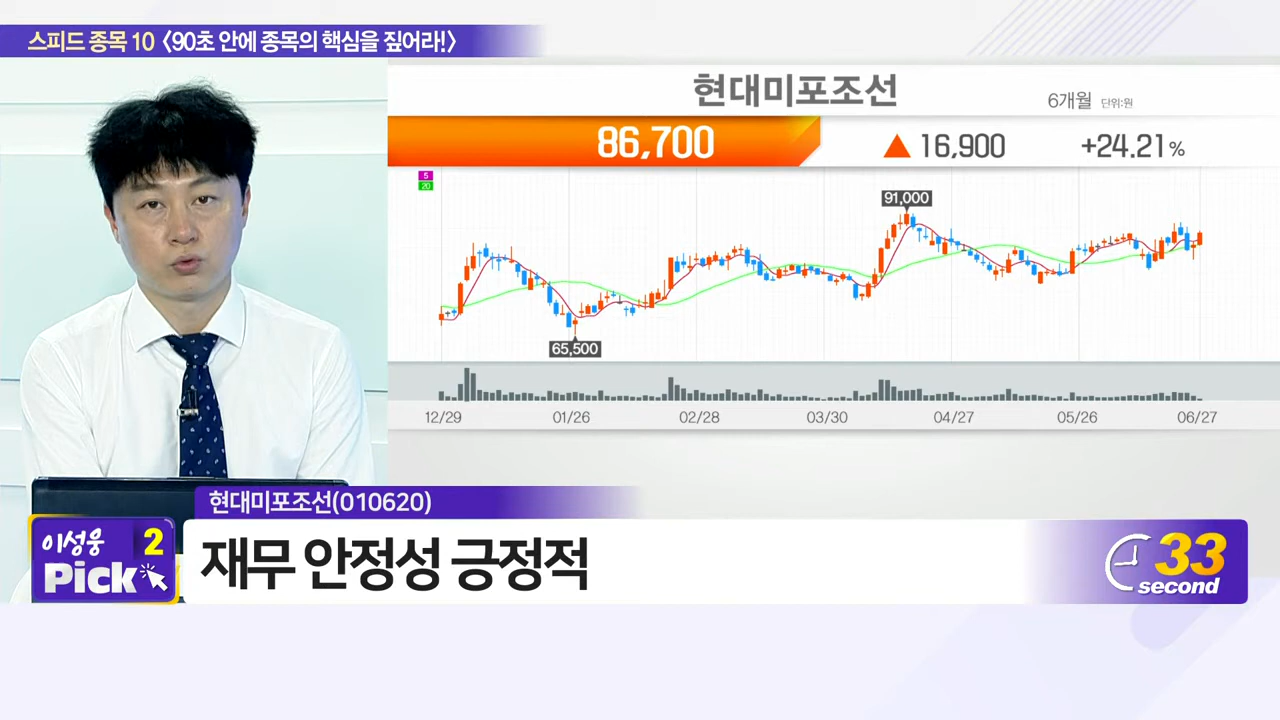 스피드 종목 10 〈90초 안에 종목의 핵심을 짚어라!〉
현대미포조선
6개월 단위:원
86,700 ▲ 16,900 +24.21%
5
20
91,000
65,500
12/29 01/26 02/28 03/30 04/27 05/26 06/27
현대미포조선(010620)
이성웅 2
Pick
재무 안정성 긍정적
33
second